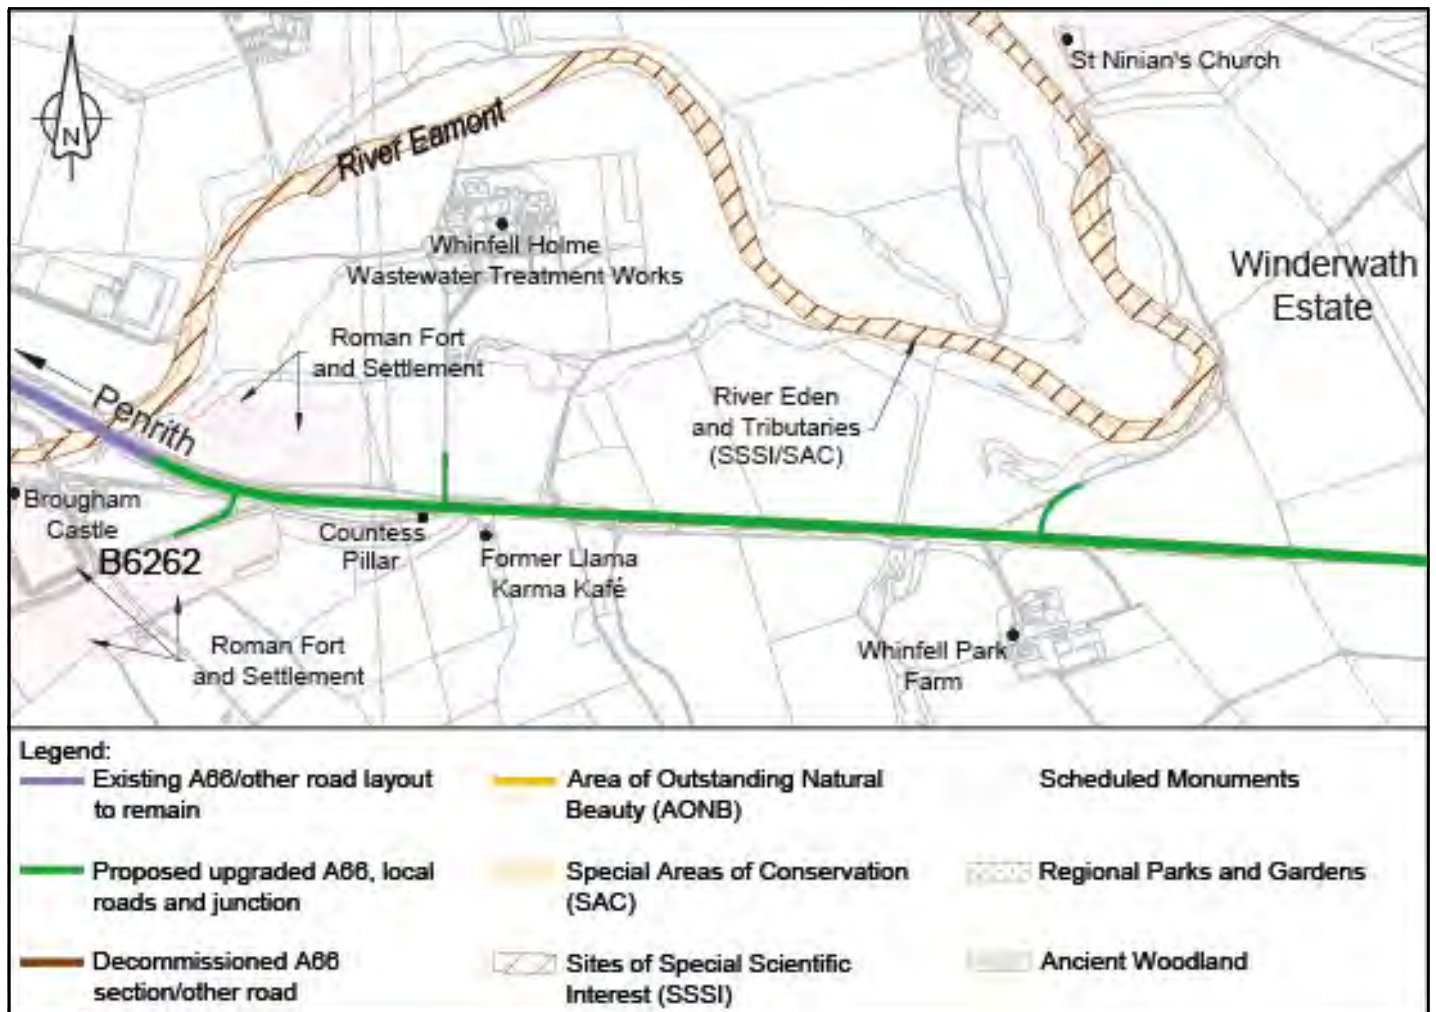 St Ninian's Church
N
River Eamont
Whinfell Holme
Wastewater Treatment Works
Winderwath
Estate
Roman Fort
and Settlement
Penrith
River Eden
and Tributaries
(SSSI/SAC)
Brougham
Castle
B6262
Countess
Pillar
Former Llama
Karma Kafé
Roman Fort
and Settlement
Whinfell Park
Farm
Legend:
Existing A66/other road layout
to remain
Proposed upgraded A66, local
roads and junction
Decommissioned A66
section/other road
Area of Outstanding Natural
Beauty (AONB)
Special Areas of Conservation
(SAC)
Sites of Special Scientific
Interest (SSSI)
Scheduled Monuments
Regional Parks and Gardens
Ancient Woodland